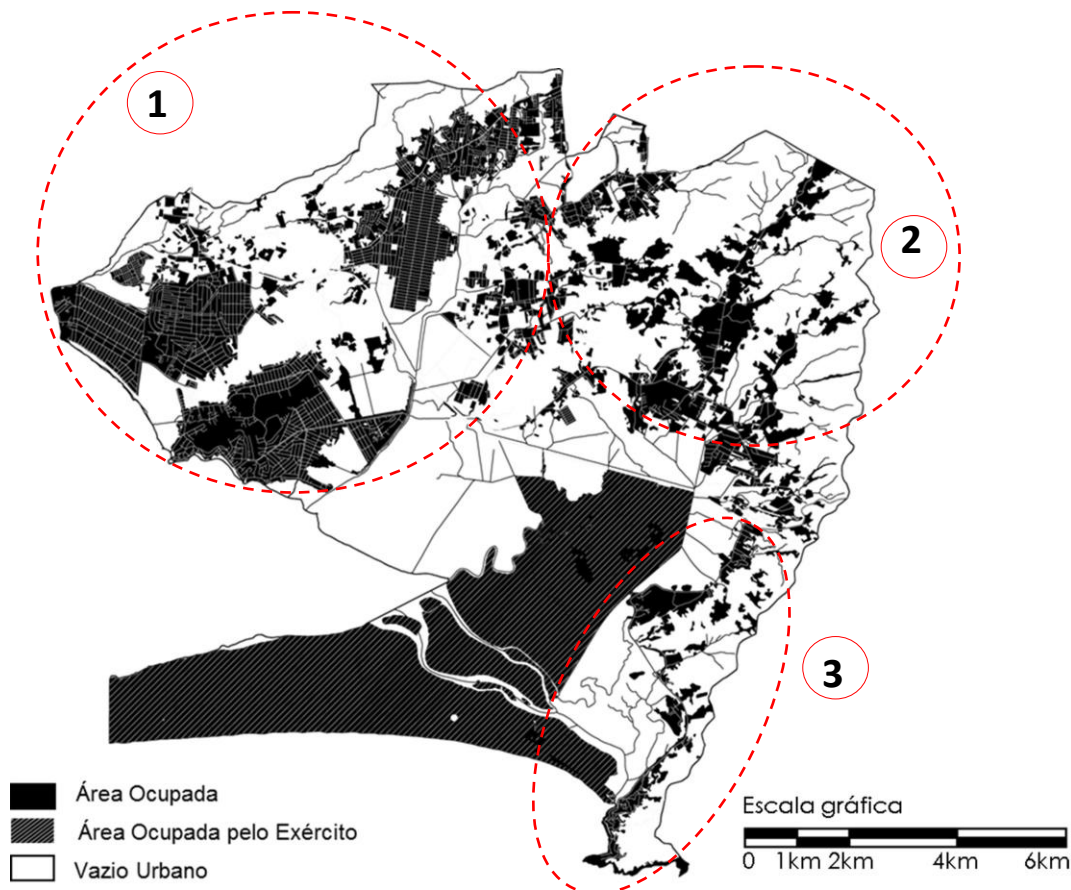 1
2
3
Área Ocupada
Área Ocupada pelo Exército
Vazio Urbano
Escala gráfica
0 1km 2km 4km 6km